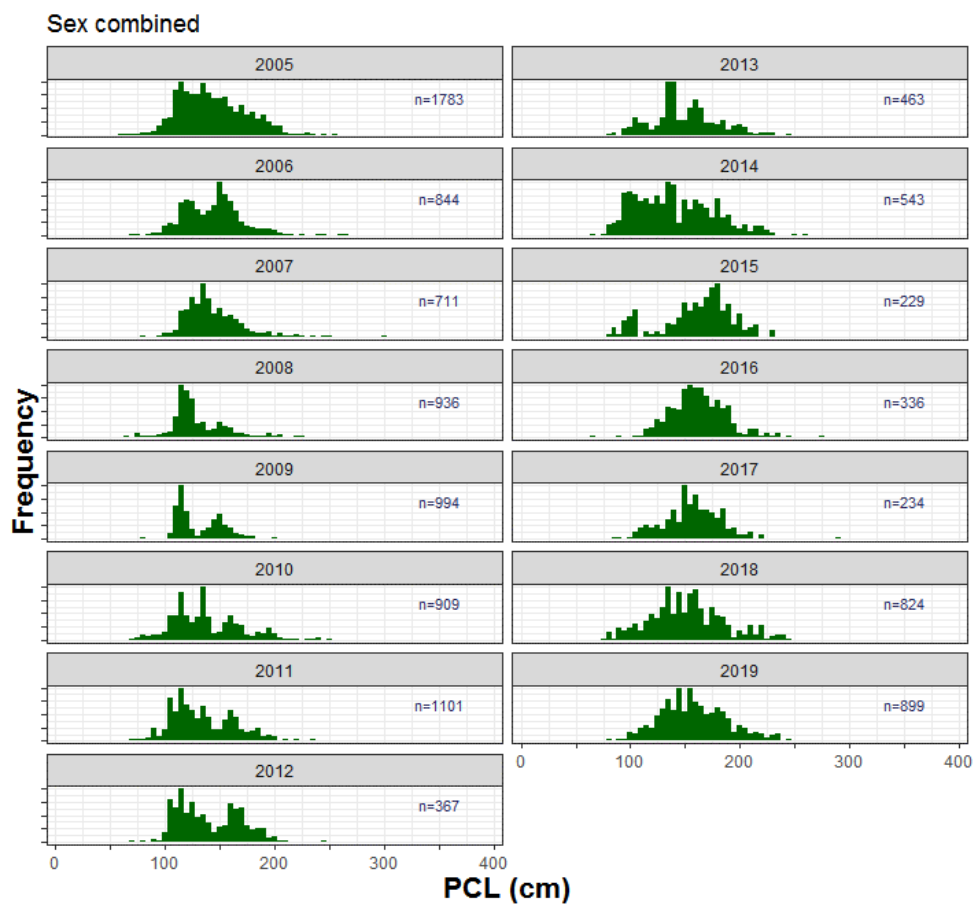 Sex combined
2005
n=1783
2006
n=844
2007
n=711
2008
n=936
2009
n=994
2010
n=909
2011
n=1101
2012
n=367
0 100 200 300 400
2013
n=463
2014
n=543
2015
n=229
2016
n=336
2017
n=234
2018
n=824
2019
n=899
0 100 200 300 400
Frequency
PCL (cm)